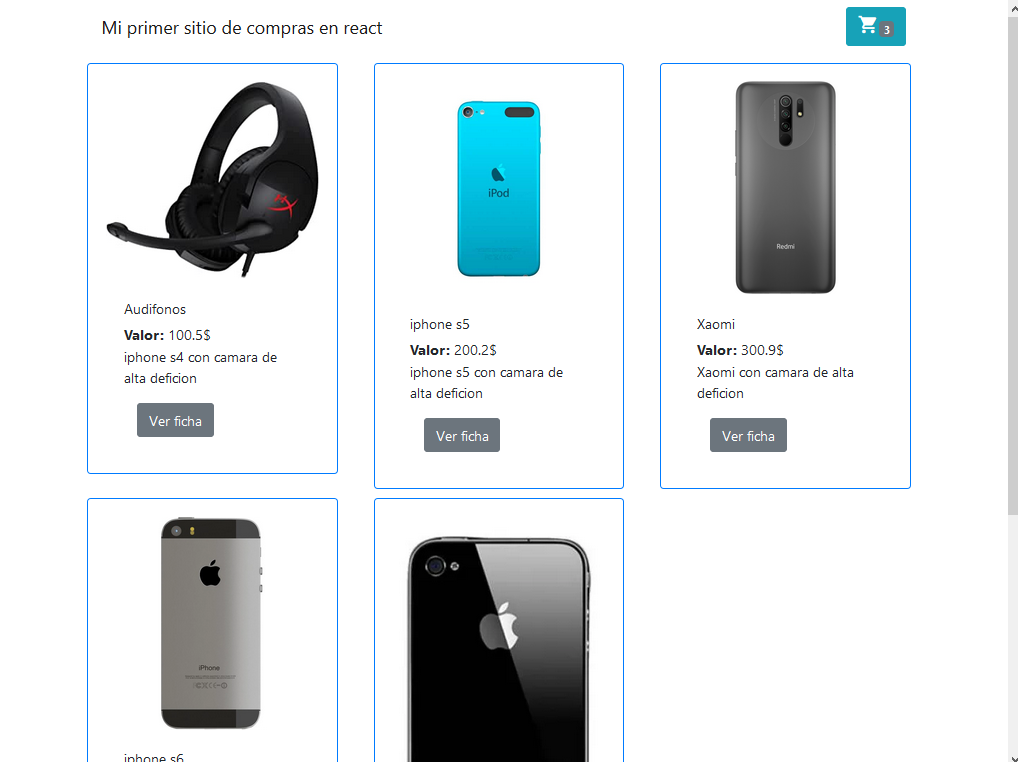 Mi primer sitio de compras en react
3
iPod
Redmi
Audifonos
Valor: 100.5$
iphone s4 con camara de
alta deficion
Ver ficha
iphone s5
Valor: 200.2$
iphone s5 con camara de
alta deficion
Ver ficha
Xaomi
Valor: 300.9$
Xaomi con camara de alta
deficion
Ver ficha
iPhone
iphone s6